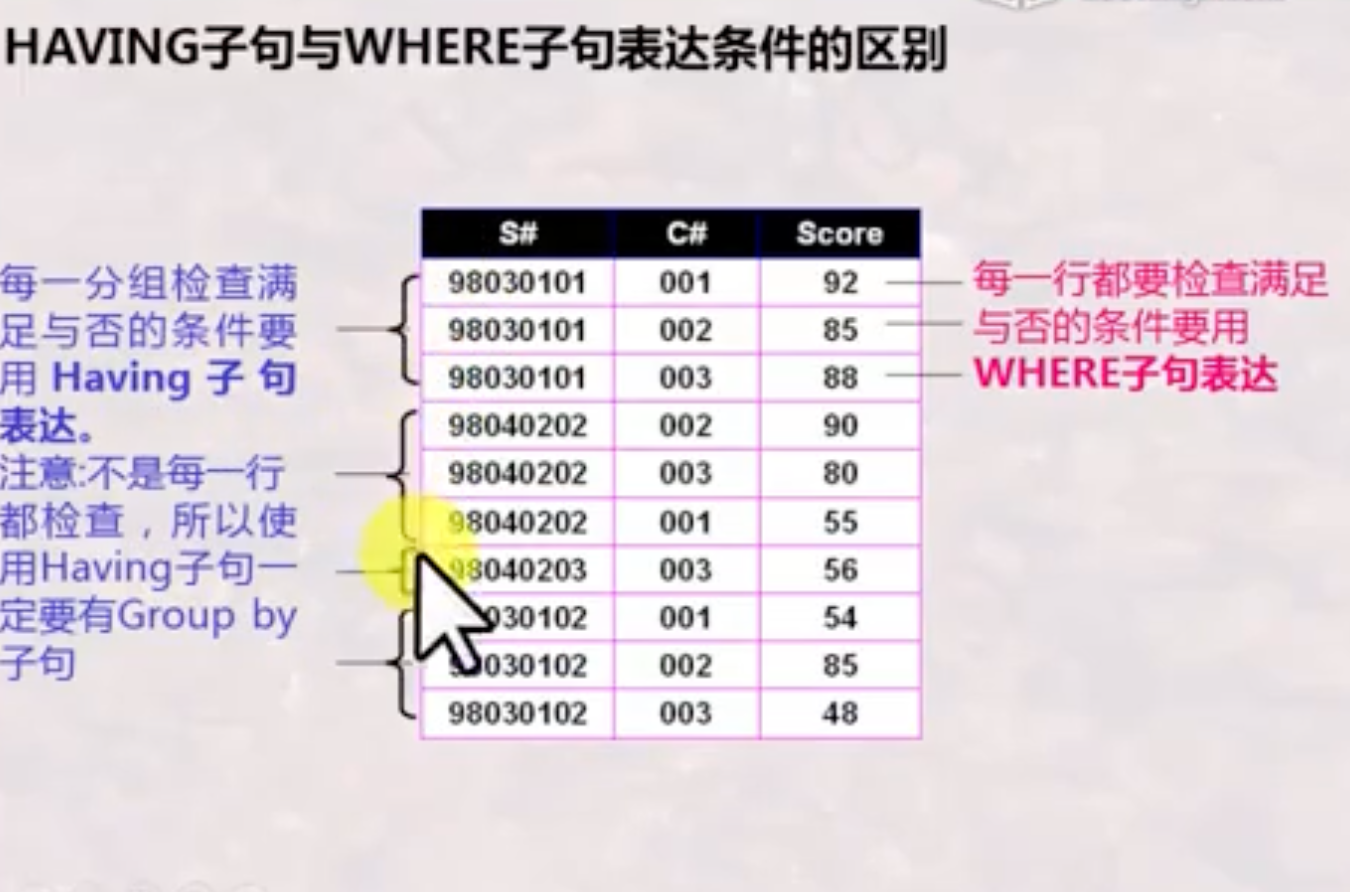 HAVING子句与WHERE子句表达条件的区别
每一分组检查满
足与否的条件要
用 Having 子 句
表达。
注意:不是每一行
都检查，所以使
用Having子句一
定要有Group by
子句
S# C# Score
98030101 001 92
98030101 002 85
98030101 003 88
98040202 002 90
98040202 003 80
98040202 001 55
98040203 003 56
030102 001 54
030102 002 85
98030102 003 48
每一行都要检查满足
与否的条件要用
WHERE子句表达